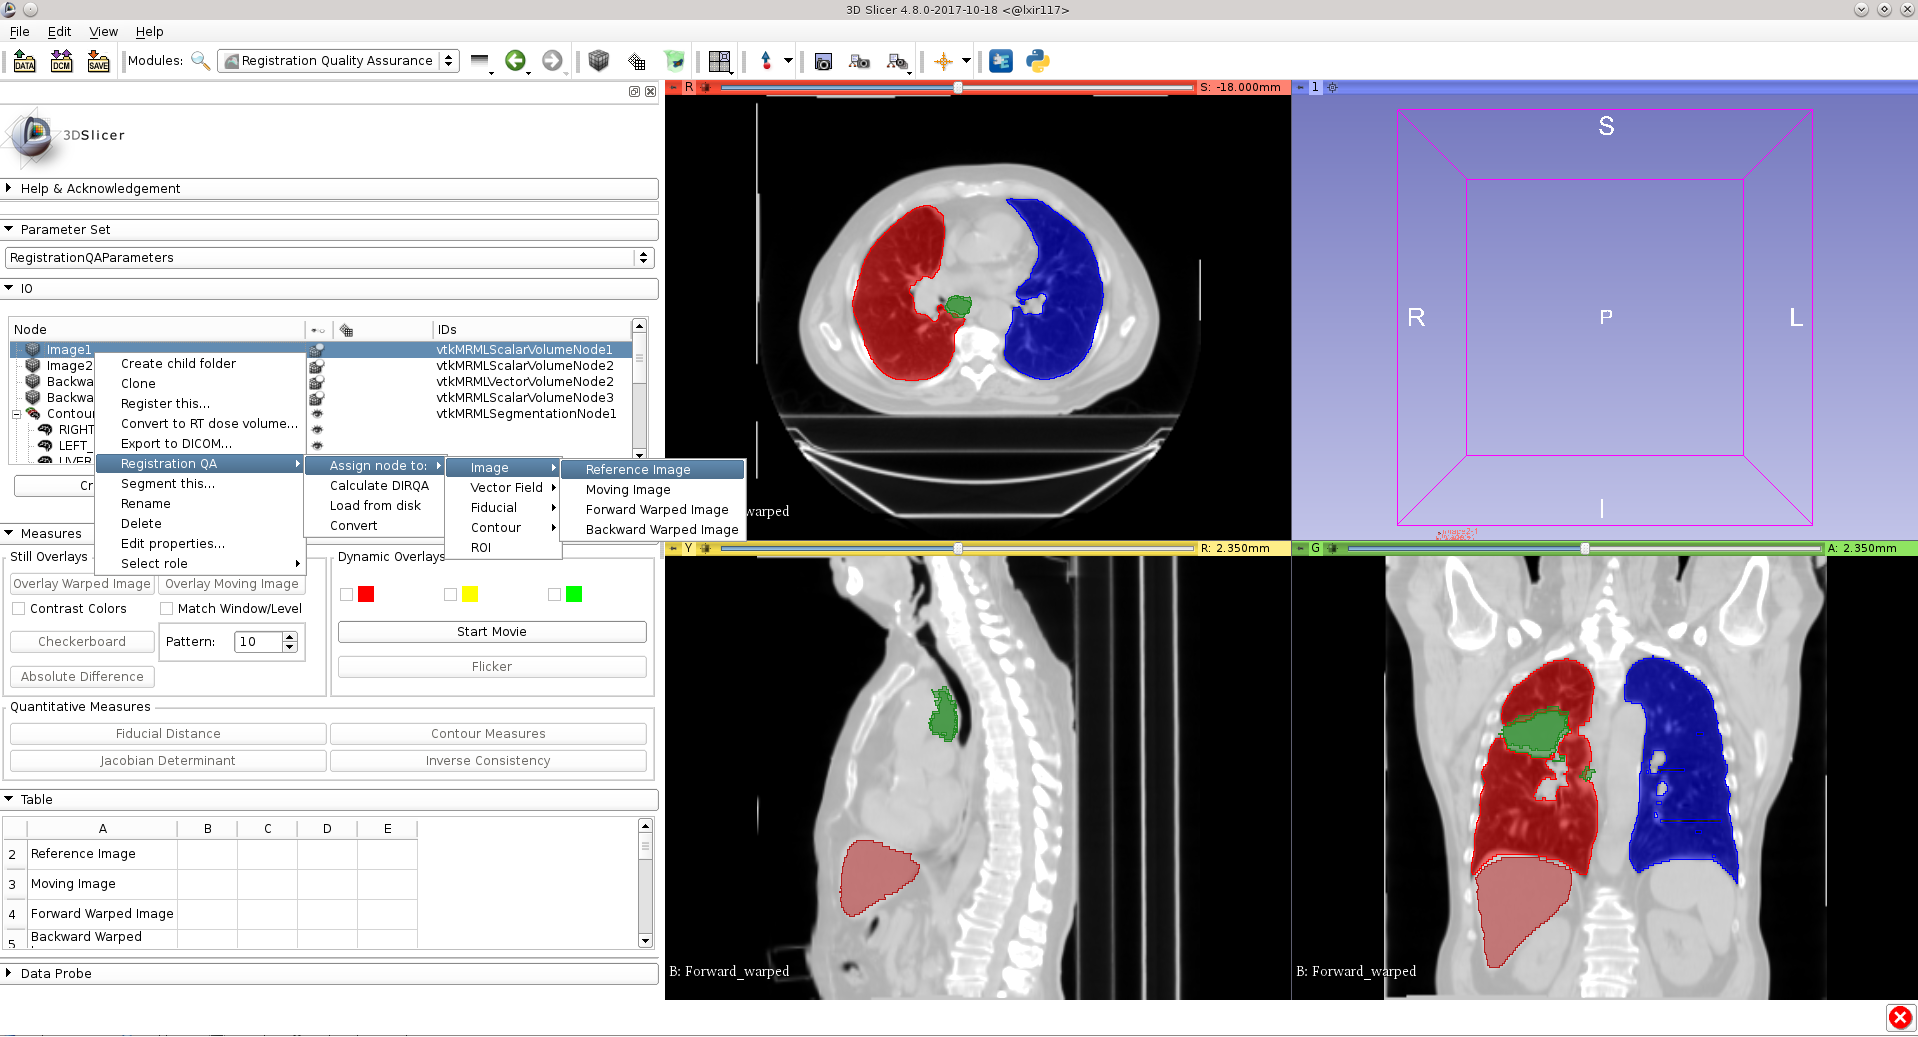 3D Slicer 4.8.0-2017-10-18 <@lxir117>
File Edit View Help
DATA DCM SAVE Modules: Registration Quality Assurance
3DSlicer
Help & Acknowledgement
Parameter Set
RegistrationQAParameters
IO
Node IDs
Image1 vtkMRMLScalarVolumeNode1
Image2 vtkMRMLScalarVolumeNode2
Backwa vtkMRMLVectorVolumeNode2
Backwa vtkMRMLScalarVolumeNode3
Contou vtkMRMLSegmentationNode1
RIGHT
LEFT_
LIVER
Cr
Create child folder
Clone
Register this...
Convert to RT dose volume...
Export to DICOM...
Registration QA
Segment this...
Rename
Delete
Edit properties...
Select role
Assign node to:
Calculate DIRQA
Load from disk
Convert
Image
Vector Field
Fiducial
Contour
ROI
Reference Image
Moving Image
Forward Warped Image
Backward Warped Image
Measures
Still Overlays
Overlay Warped Image Overlay Moving Image
Contrast Colors Match Window/Level
Checkerboard Pattern: 10
Absolute Difference
Dynamic Overlays
Start Movie
Flicker
Quantitative Measures
Fiducial Distance Contour Measures
Jacobian Determinant Inverse Consistency
Table
A B C D E
2 Reference Image
3 Moving Image
4 Forward Warped Image
5 Backward Warped
Data Probe
R S: -18.000mm
warped
1
S
R P L
I
Y R: 2.350mm
B: Forward_warped
G A: 2.350mm
B: Forward_warped